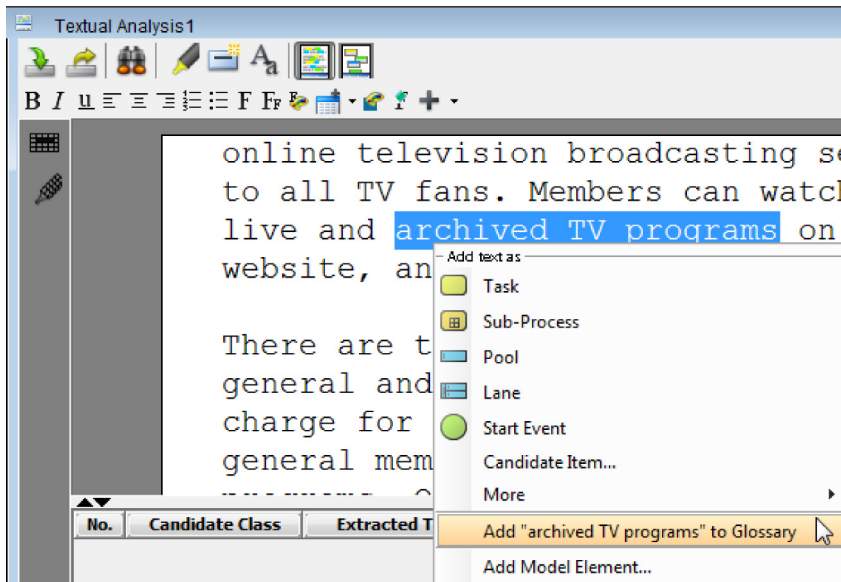 Textual Analysis1
B I u F FF
online television broadcasting se
to all TV fans. Members can watch
live and archived TV programs on
website, an
There are t
general and
charge for
general mem
Add text as
Task
Sub-Process
Pool
Lane
Start Event
Candidate Item...
More
Add "archived TV programs" to Glossary
Add Model Element...
No. Candidate Class Extracted T